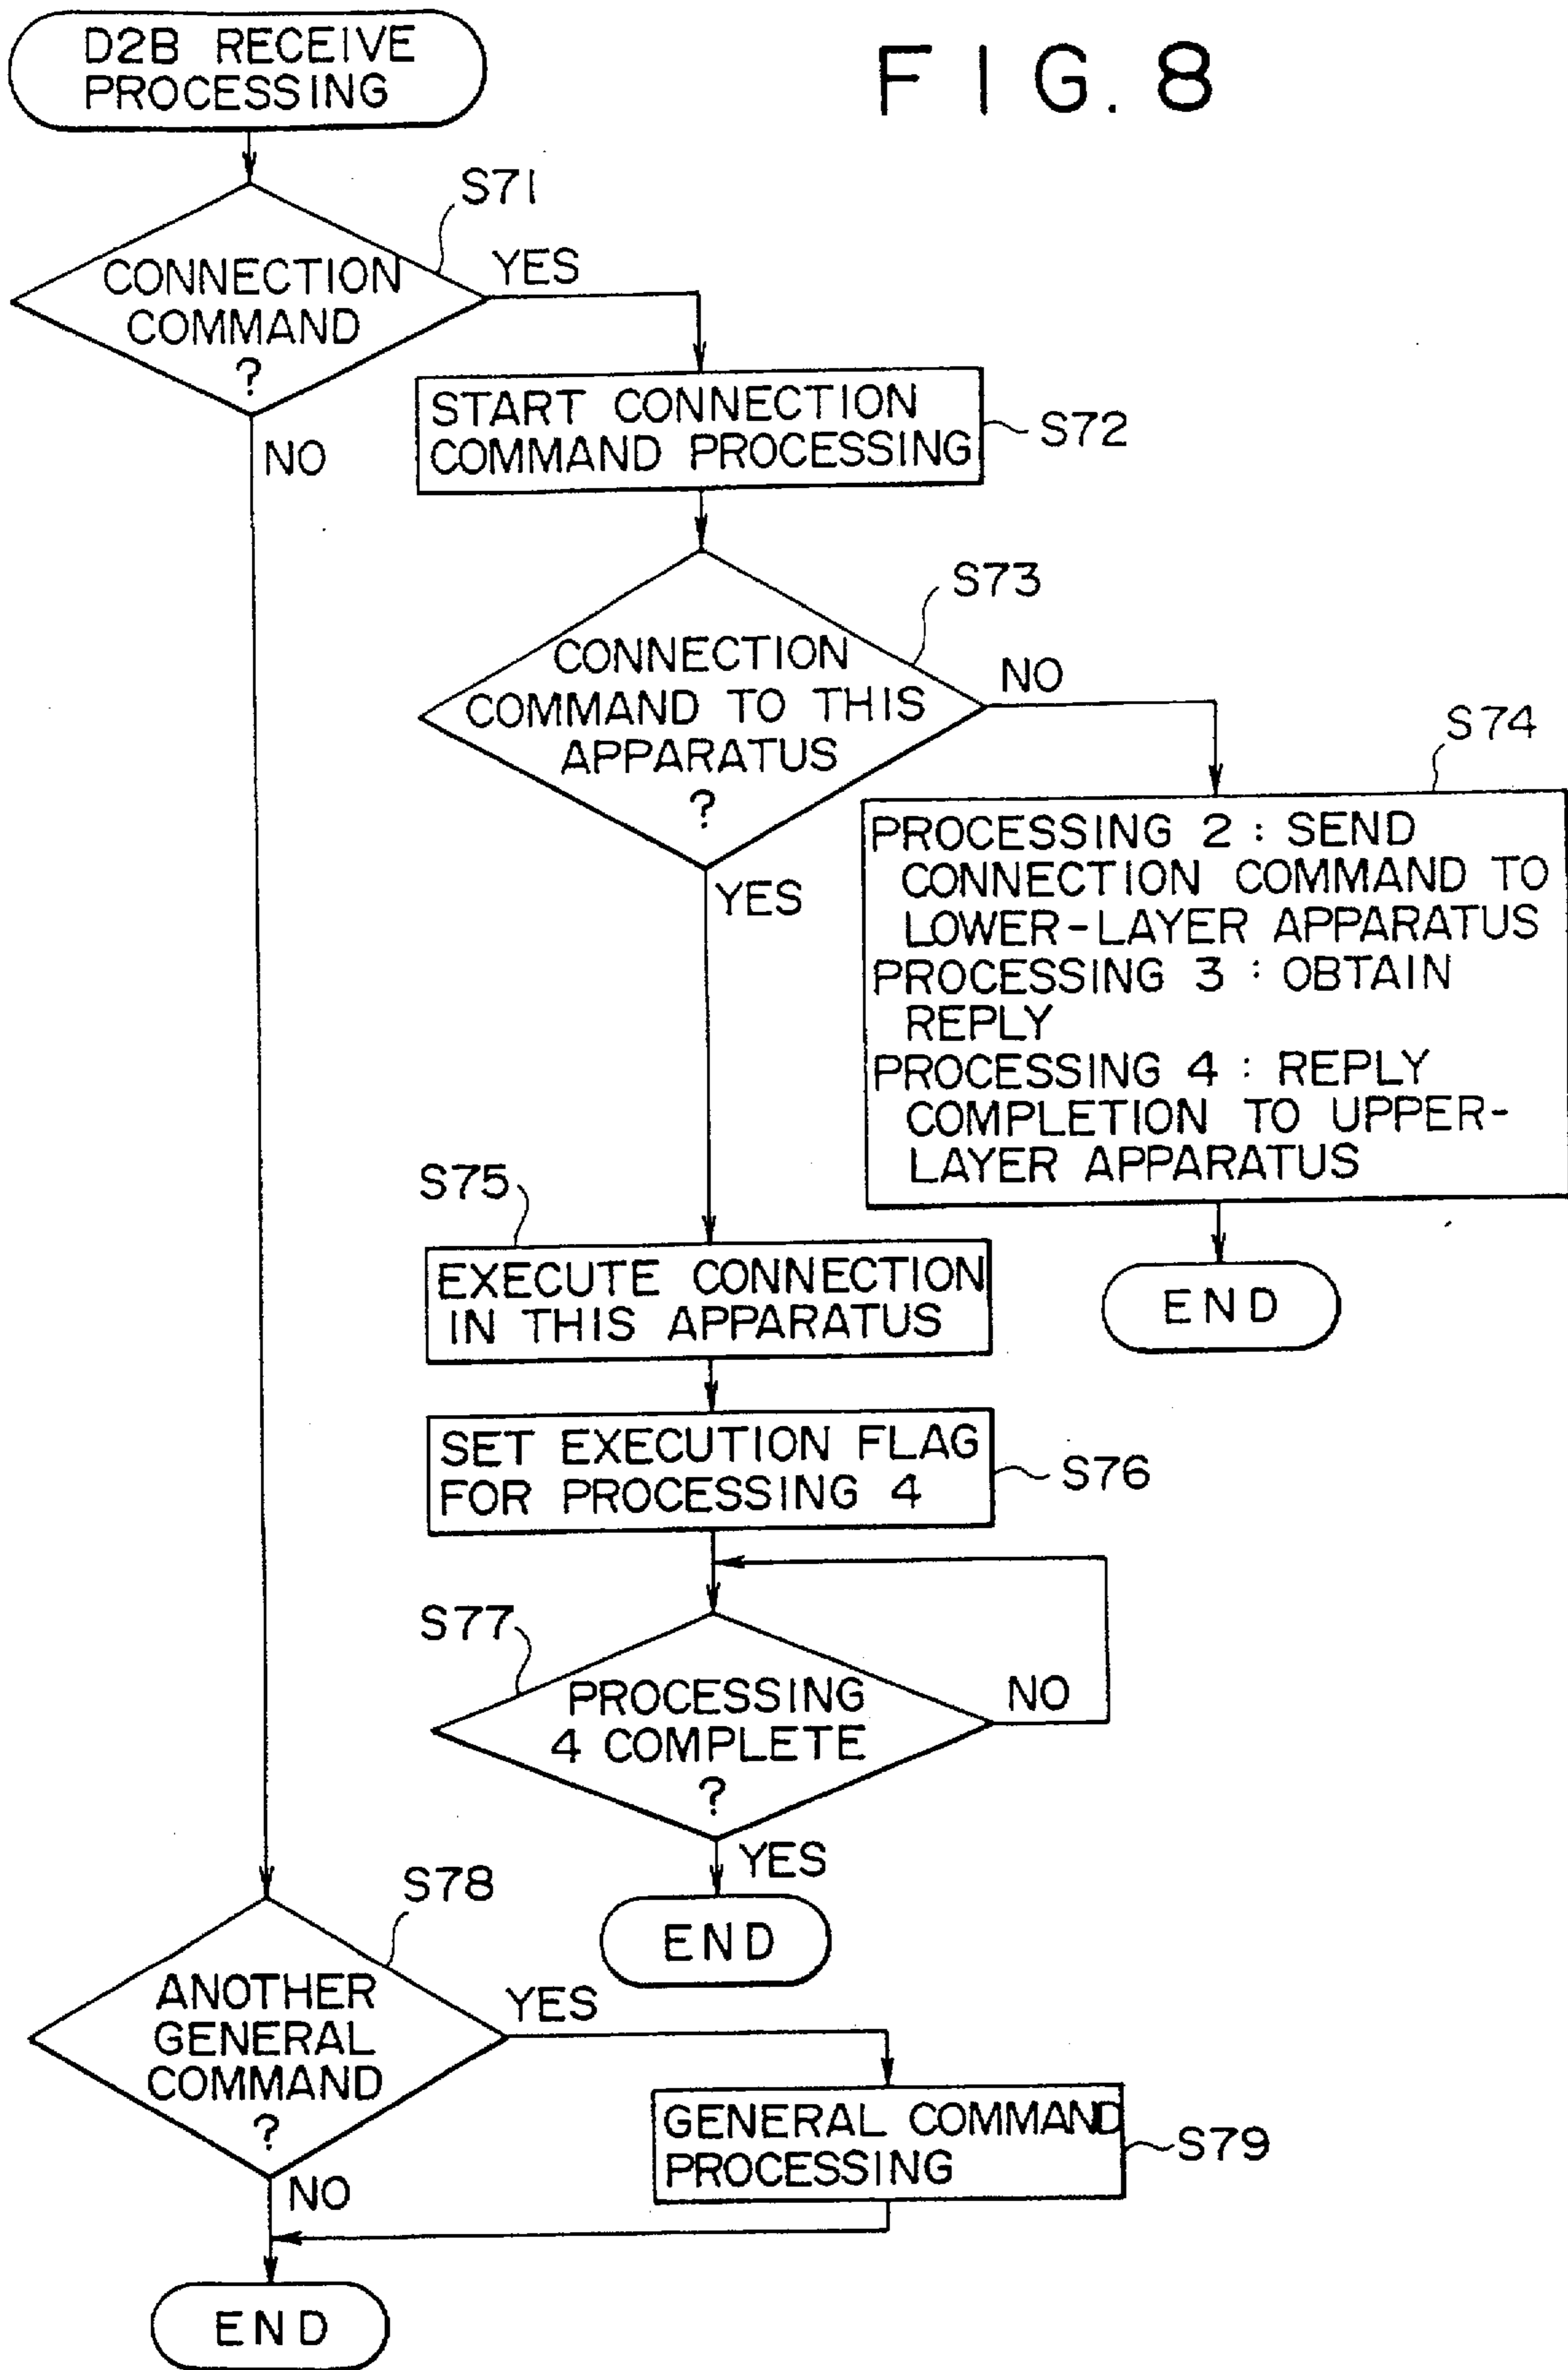 D2B RECEIVE
PROCESSING
FIG. 8
S71
CONNECTION
COMMAND
?
YES
NO
START CONNECTION
COMMAND PROCESSING
S72
S73
CONNECTION
COMMAND TO THIS
APPARATUS
?
NO
YES
S74
PROCESSING 2 : SEND
CONNECTION COMMAND TO
LOWER-LAYER APPARATUS
PROCESSING 3 : OBTAIN
REPLY
PROCESSING 4 : REPLY
COMPLETION TO UPPER-
LAYER APPARATUS
END
S75
EXECUTE CONNECTION
IN THIS APPARATUS
SET EXECUTION FLAG
FOR PROCESSING 4
S76
S77
PROCESSING
4 COMPLETE
?
NO
YES
END
S78
ANOTHER
GENERAL
COMMAND
?
YES
NO
GENERAL COMMAND
PROCESSING
S79
END